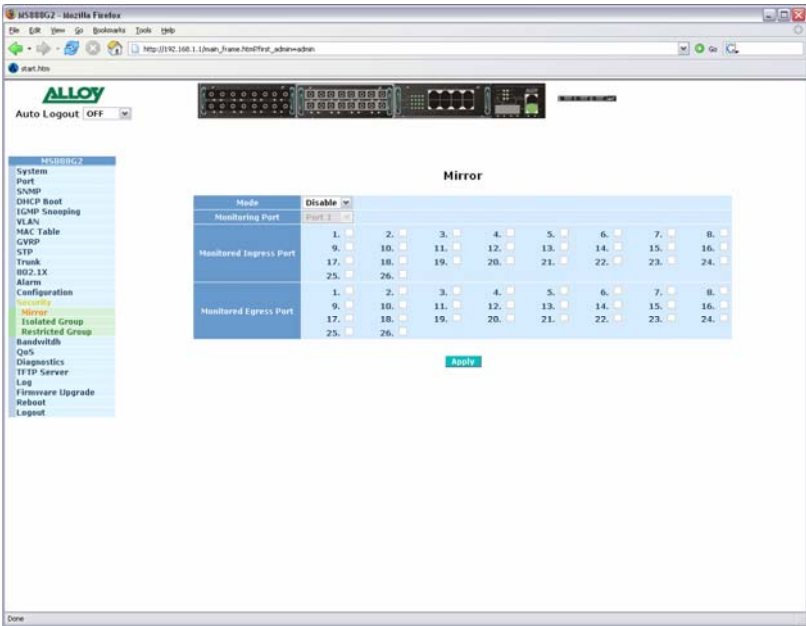 MS888G2 - Mozilla Firefox
File Edit View Go Bookmarks Tools Help
http://192.168.1.1/main_frame.html?first_admin=admin
Go
start.htm
ALLOY
Auto Logout OFF
MS888G2
System
Port
SNMP
DHCP Boot
IGMP Snooping
VLAN
MAC Table
GVRP
STP
Trunk
802.1X
Alarm
Configuration
Security
Mirror
Isolated Group
Restricted Group
Bandwitdh
QoS
Diagnostics
TFTP Server
Log
Firmware Upgrade
Reboot
Logout
Mirror
Mode Disable
Monitoring Port Port 1
Monitored Ingress Port
1. 2. 3. 4. 5. 6. 7. 8.
9. 10. 11. 12. 13. 14. 15. 16.
17. 18. 19. 20. 21. 22. 23. 24.
25. 26.
Monitored Egress Port
1. 2. 3. 4. 5. 6. 7. 8.
9. 10. 11. 12. 13. 14. 15. 16.
17. 18. 19. 20. 21. 22. 23. 24.
25. 26.
Apply
Done